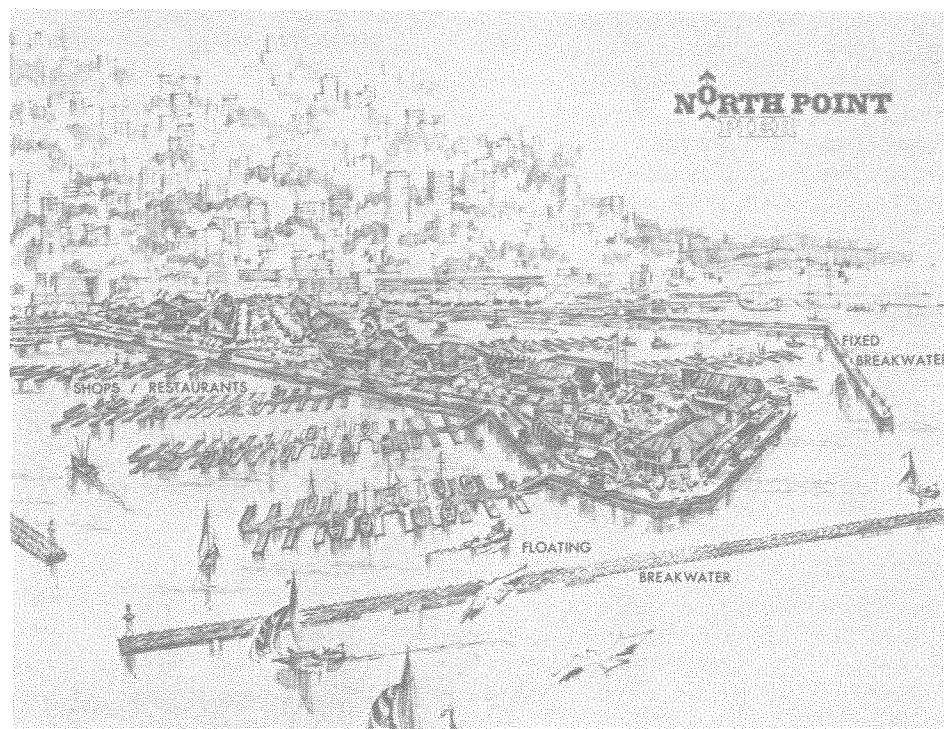 NORTH POINT
PIER
FIXED
BREAKWATER
SHOPS / RESTAURANTS
FLOATING
BREAKWATER